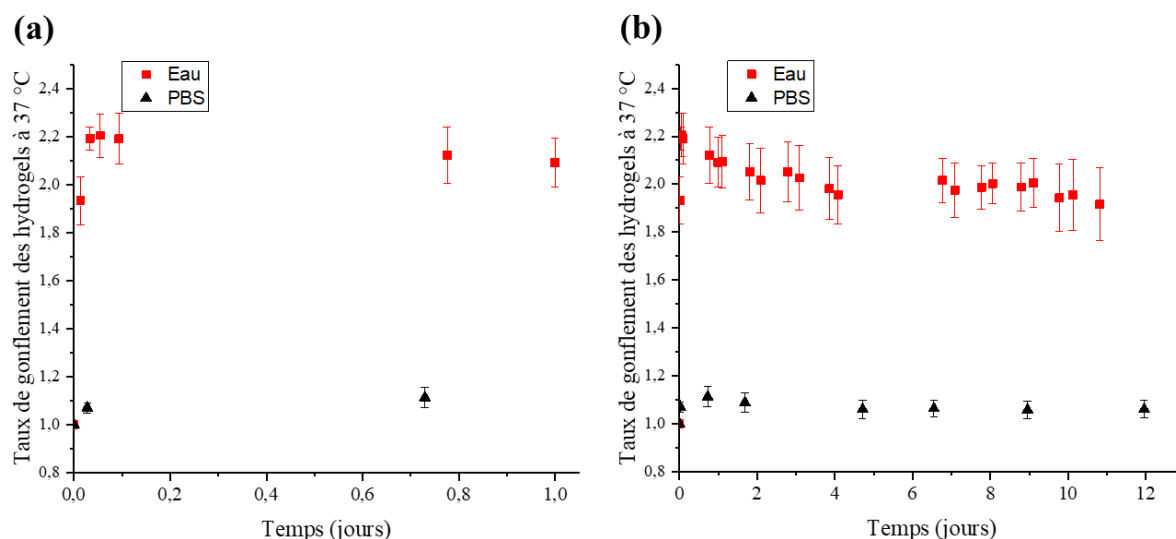 (a)
Taux de gonflement des hydrogels à 37 °C
2,4
2,2
2,0
1,8
1,6
1,4
1,2
1,0
0,8
Eau
PBS
0,0 0,2 0,4 0,6 0,8 1,0
Temps (jours)
(b)
Taux de gonflement des hydrogels à 37 °C
2,4
2,2
2,0
1,8
1,6
1,4
1,2
1,0
0,8
Eau
PBS
0 2 4 6 8 10 12
Temps (jours)